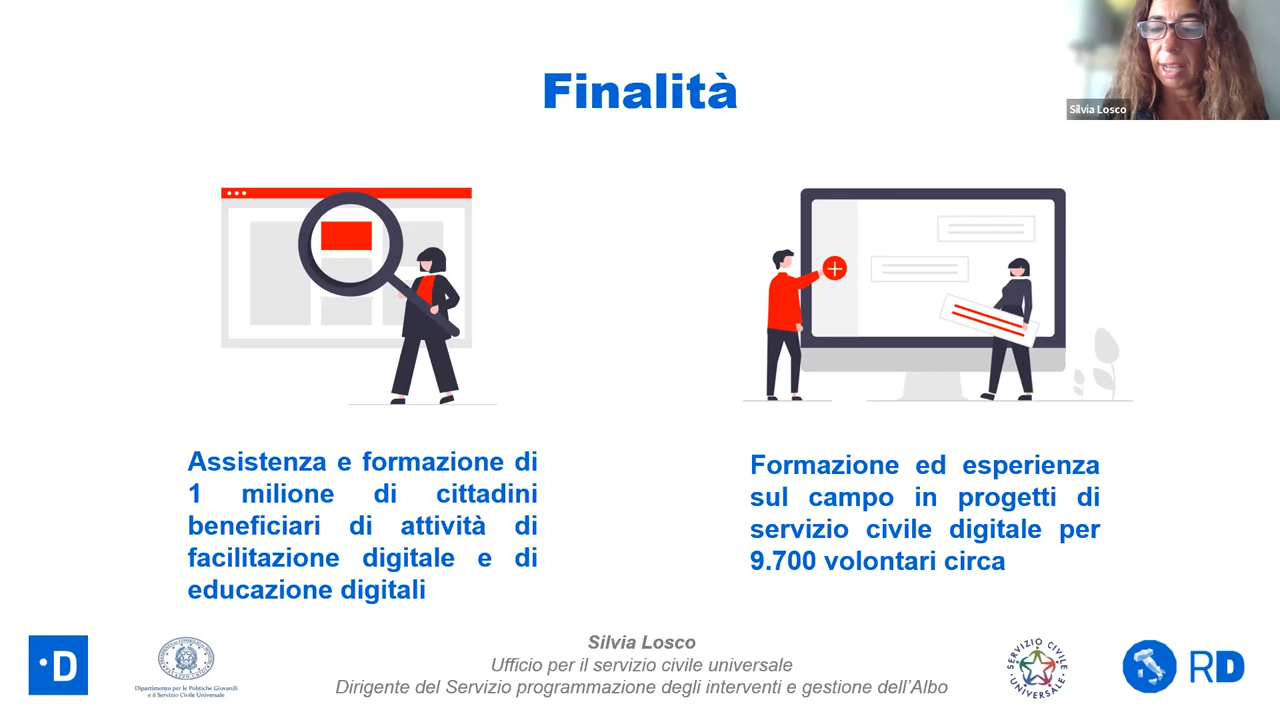 Finalità
Silvia Losco
Assistenza e formazione di
1 milione di cittadini
beneficiari di attività di
facilitazione digitale e di
educazione digitali
Formazione ed esperienza
sul campo in progetti di
servizio civile digitale per
9.700 volontari circa
Silvia Losco
Ufficio per il servizio civile universale
Dirigente del Servizio programmazione degli interventi e gestione dell'Albo
·D
Dipartimento per le Politiche Giovanili
e il Servizio Civile Universale
SERVIZIO CIVILE
UNIVERSALE
RD